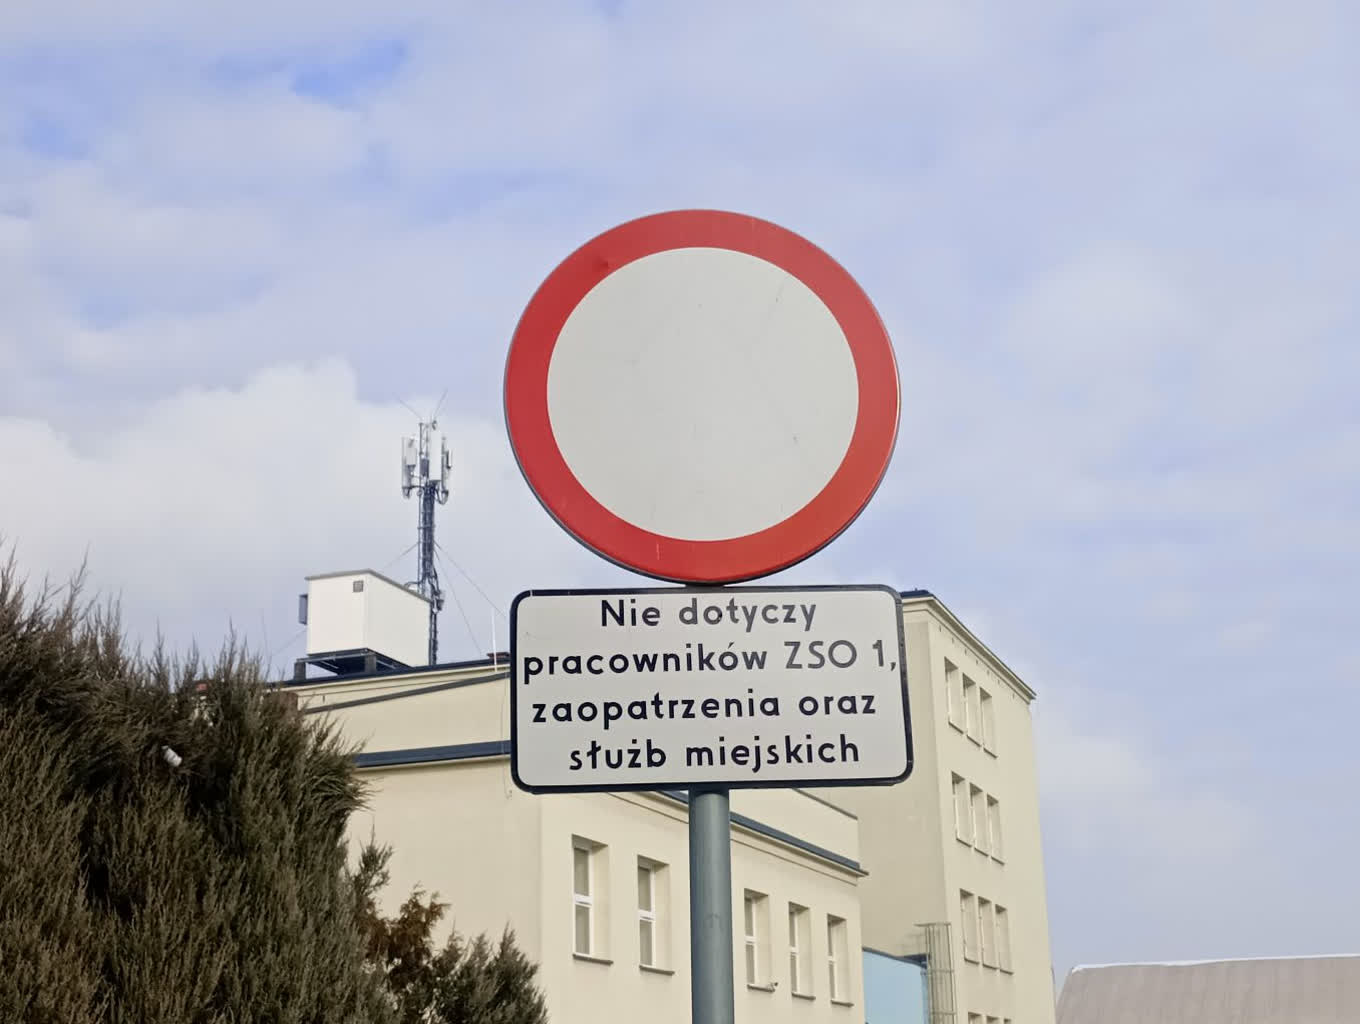 Nie dotyczy
pracowników ZSO 1,
zaopatrzenia oraz
służb miejskich